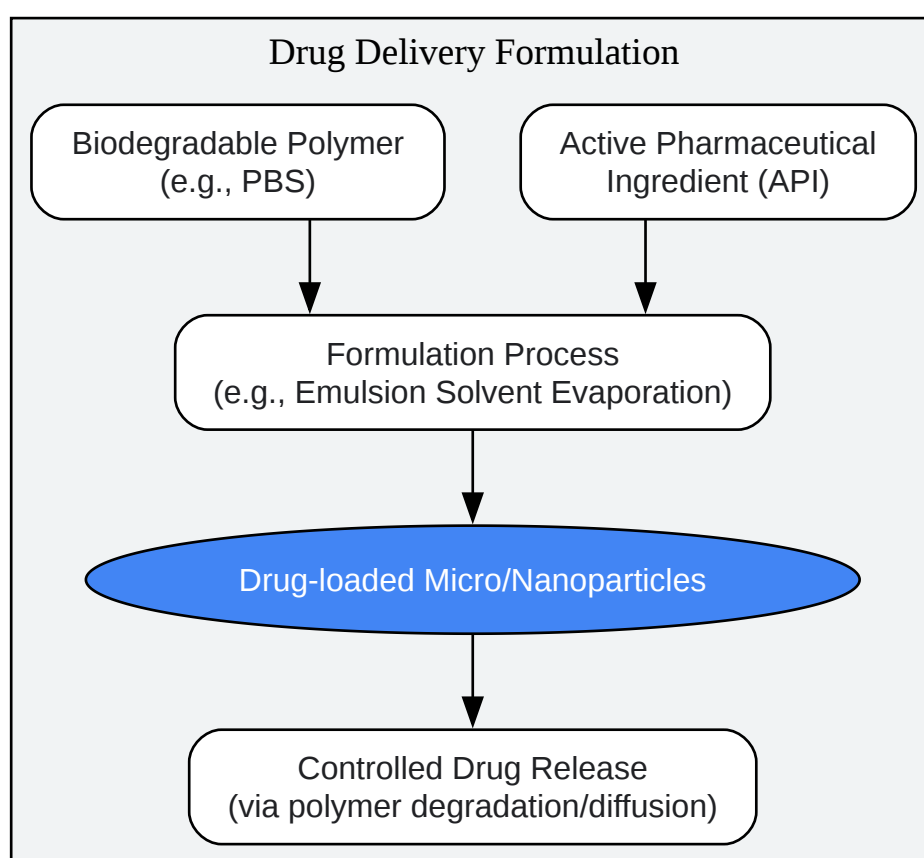 Drug Delivery Formulation
Biodegradable Polymer
(e.g., PBS)
Active Pharmaceutical
Ingredient (API)
Formulation Process
(e.g., Emulsion Solvent Evaporation)
Drug-loaded Micro/Nanoparticles
Controlled Drug Release
(via polymer degradation/diffusion)